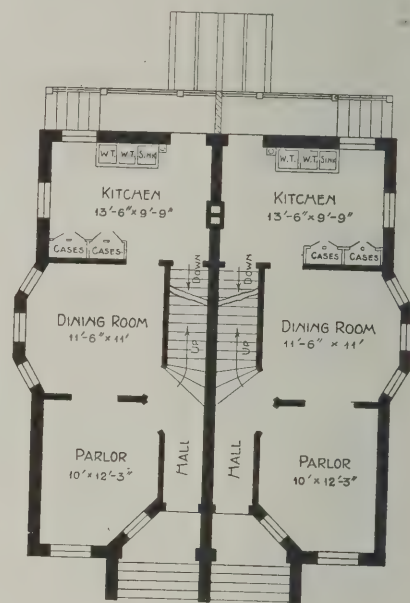 W.T. W.T. SINK
KITCHEN
13'-6" × 9'-9"
CASES CASES
DOWN
UP
DINING ROOM
11'-6" × 11'
PARLOR
10' × 12'-3"
HALL
W.T. W.T. SINK
KITCHEN
13'-6" × 9'-9"
CASES CASES
DOWN
UP
DINING ROOM
11'-6" × 11'
PARLOR
10' × 12'-3"
HALL